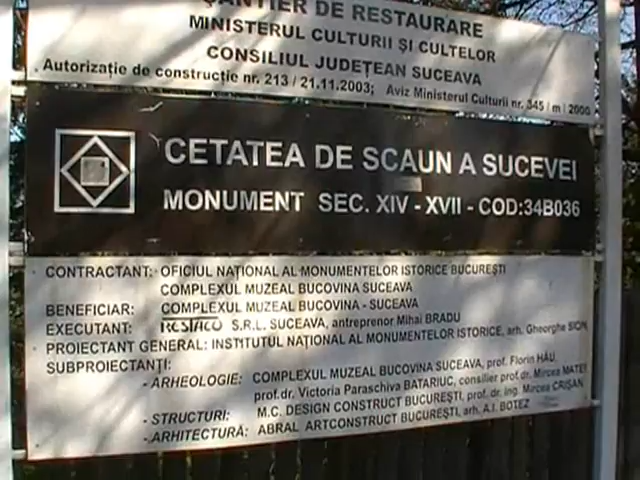 ȘANTIER DE RESTAURARE
MINISTERUL CULTURII ȘI CULTELOR
CONSILIUL JUDEȚEAN SUCEAVA
Autorizație de construcție nr. 213 / 21.11.2003; Aviz Ministerul Culturii nr. 345 / m / 2000
CETATEA DE SCAUN A SUCEVEI
MONUMENT SEC. XIV - XVII - COD:34B036
CONTRACTANT: OFICIUL NAȚIONAL AL MONUMENTELOR ISTORICE BUCUREȘTI
COMPLEXUL MUZEAL BUCOVINA SUCEAVA
BENEFICIAR: COMPLEXUL MUZEAL BUCOVINA - SUCEAVA
EXECUTANT: RESTACO S.R.L. SUCEAVA, antreprenor Mihai BRADU
PROIECTANT GENERAL: INSTITUTUL NAȚIONAL AL MONUMENTELOR ISTORICE, arh. Gheorghe SION
SUBPROIECTANȚI:
- ARHEOLOGIE: COMPLEXUL MUZEAL BUCOVINA SUCEAVA, prof. Florin HĂU,
prof.dr. Victoria Paraschiva BATARIUC, consilier prof.dr. Mircea MATEI
- STRUCTURI: M.C. DESIGN CONSTRUCT BUCUREȘTI, prof. dr. ing. Mircea CRIȘAN
- ARHITECTURĂ: ABRAL ARTCONSTRUCT BUCUREȘTI, arh. A.I. BOTEZ